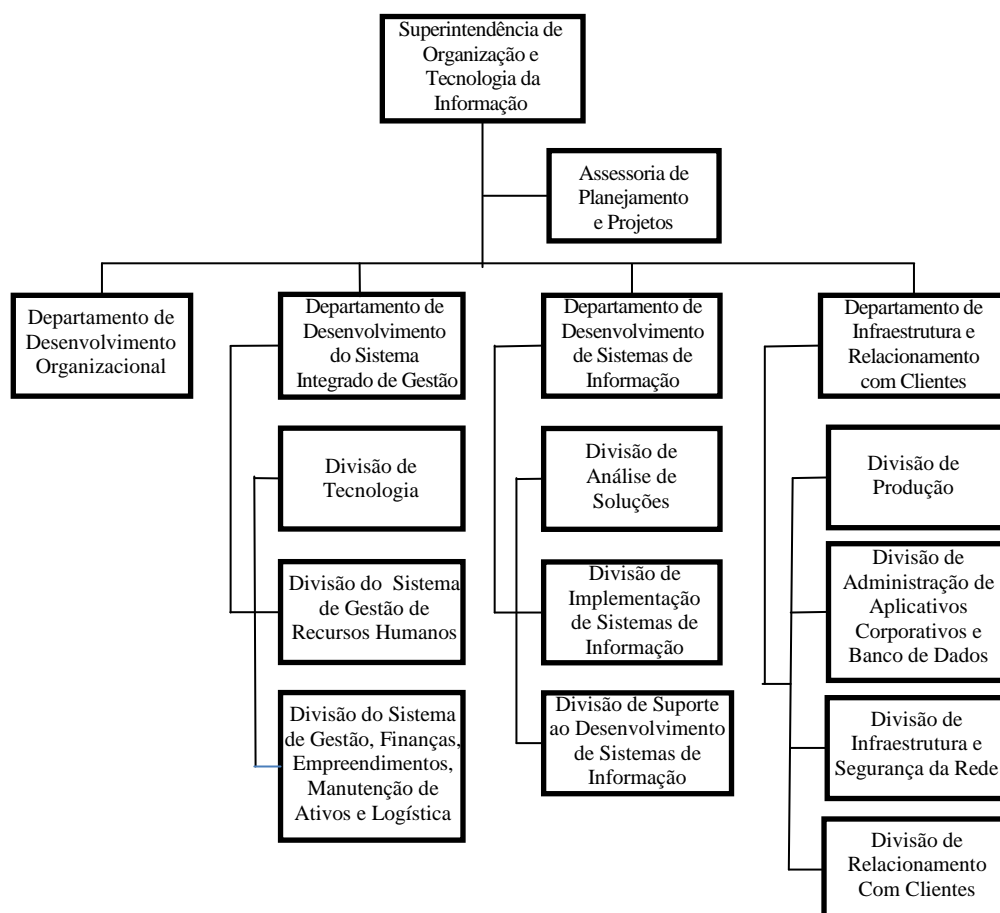 Superintendência de
Organização e
Tecnologia da
Informação
Assessoria de
Planejamento
e Projetos
Departamento de
Desenvolvimento
Organizacional
Departamento de
Desenvolvimento
do Sistema
Integrado de Gestão
Departamento de
Desenvolvimento
de Sistemas de
Informação
Departamento de
Infraestrutura e
Relacionamento
com Clientes
Divisão de
Tecnologia
Divisão de
Análise de
Soluções
Divisão de
Produção
Divisão do Sistema
de Gestão de
Recursos Humanos
Divisão de
Implementação
de Sistemas de
Informação
Divisão de
Administração de
Aplicativos
Corporativos e
Banco de Dados
Divisão do Sistema
de Gestão, Finanças,
Empreendimentos,
Manutenção de
Ativos e Logística
Divisão de Suporte
ao Desenvolvimento
de Sistemas de
Informação
Divisão de
Infraestrutura e
Segurança da Rede
Divisão de
Relacionamento
Com Clientes